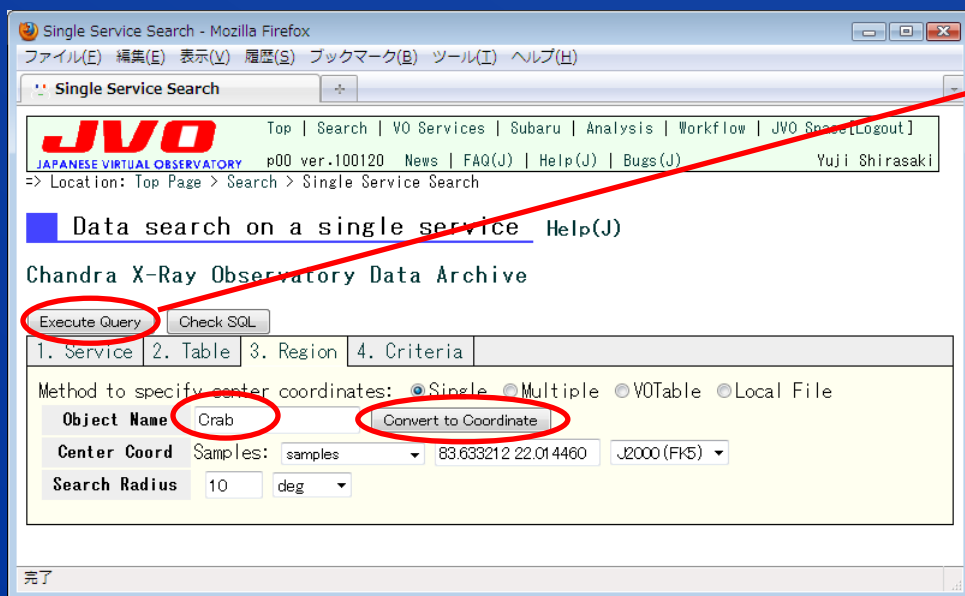 Single Service Search - Mozilla Firefox
ファイル(F) 編集(E) 表示(V) 履歴(S) ブックマーク(B) ツール(T) ヘルプ(H)
Single Service Search
JVO Top | Search | VO Services | Subaru | Analysis | Workflow | JVO Space[Logout]
JAPANESE VIRTUAL OBSERVATORY p00 ver.100120 News | FAQ(J) | Help(J) | Bugs(J) Yuji Shirasaki
=> Location: Top Page > Search > Single Service Search
Data search on a single service Help(J)
Chandra X-Ray Observatory Data Archive
Execute Query Check SQL
1. Service 2. Table 3. Region 4. Criteria
Method to specify center coordinates: Single Multiple VOTable Local File
Object Name Crab Convert to Coordinate
Center Coord Samples: samples 83.633212 22.014460 J2000 (FK5)
Search Radius 10 deg
完了